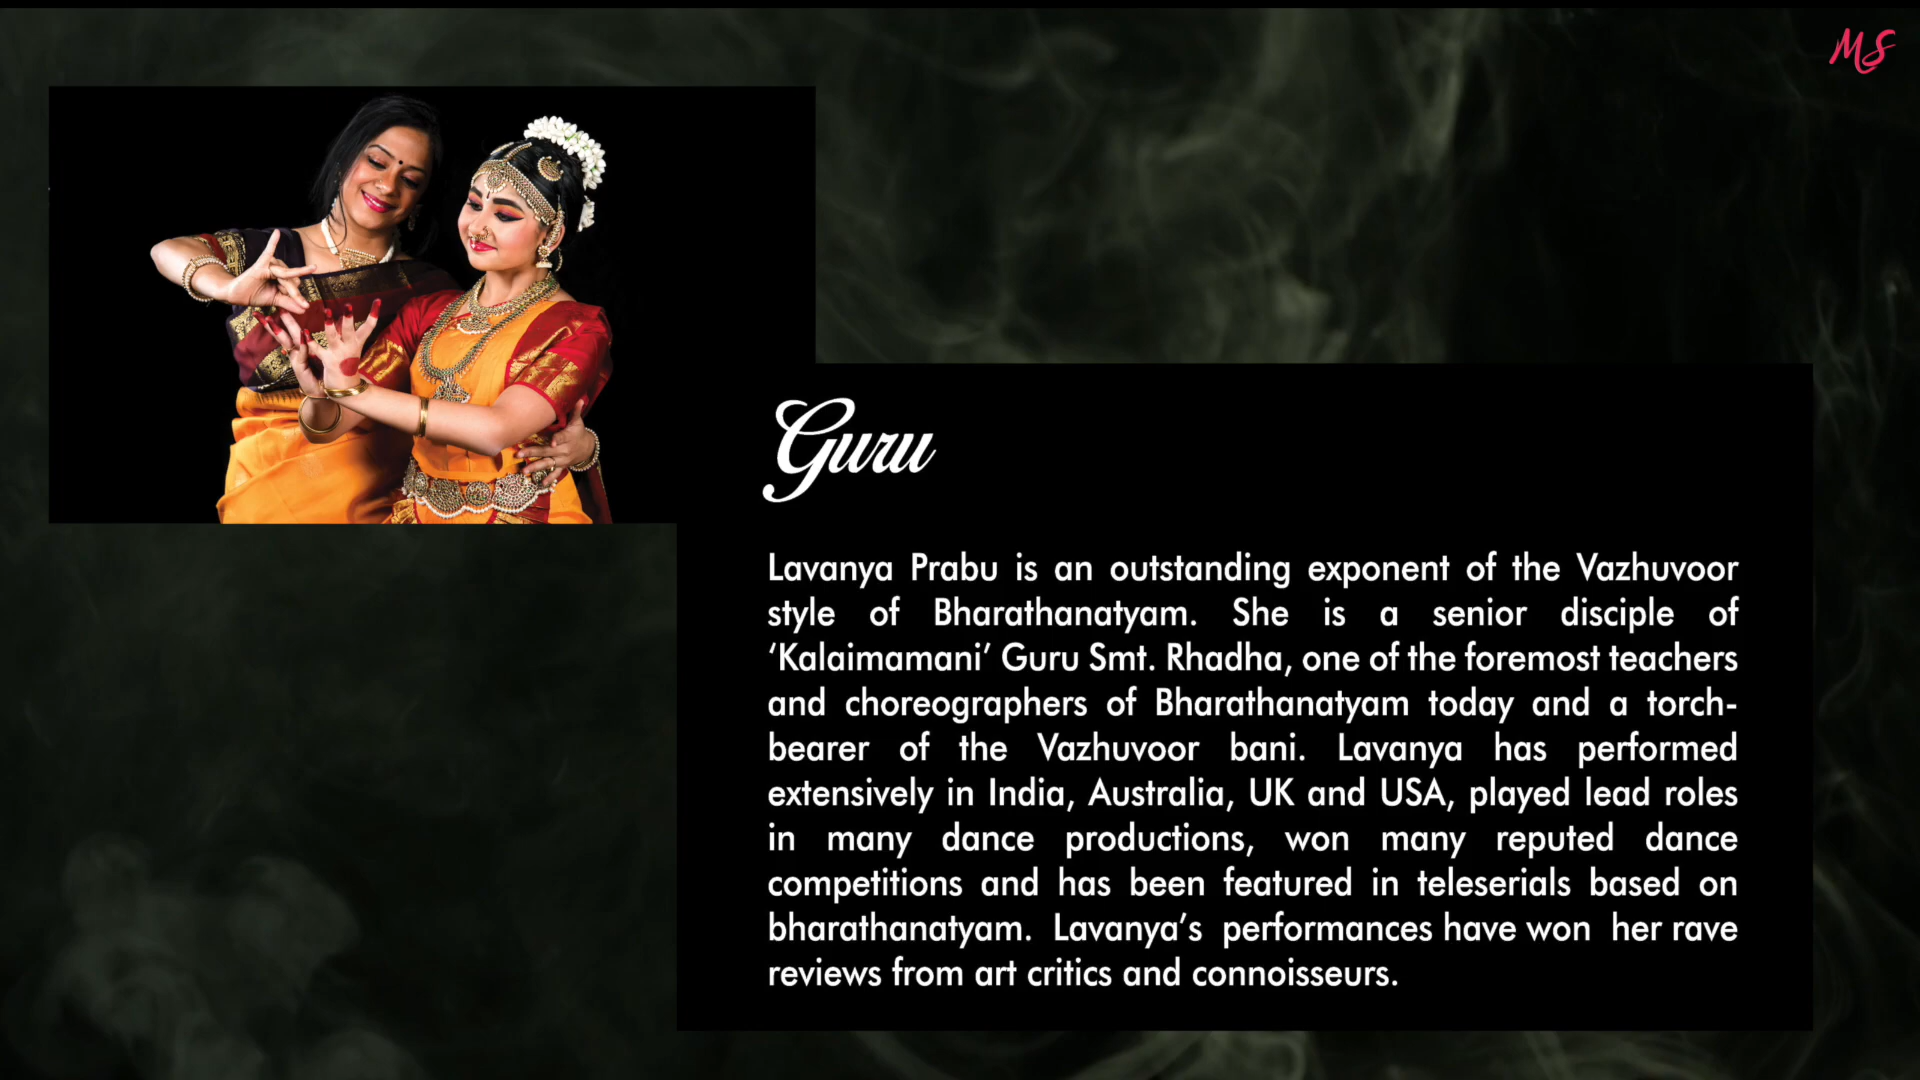 MS
Guru
Lavanya Prabu is an outstanding exponent of the Vazhuvoor
style of Bharathanatyam. She is a senior disciple of
‘Kalaimamani’ Guru Smt. Rhadha, one of the foremost teachers
and choreographers of Bharathanatyam today and a torch-
bearer of the Vazhuvoor bani. Lavanya has performed
extensively in India, Australia, UK and USA, played lead roles
in many dance productions, won many reputed dance
competitions and has been featured in teleserials based on
bharathanatyam. Lavanya’s performances have won her rave
reviews from art critics and connoisseurs.